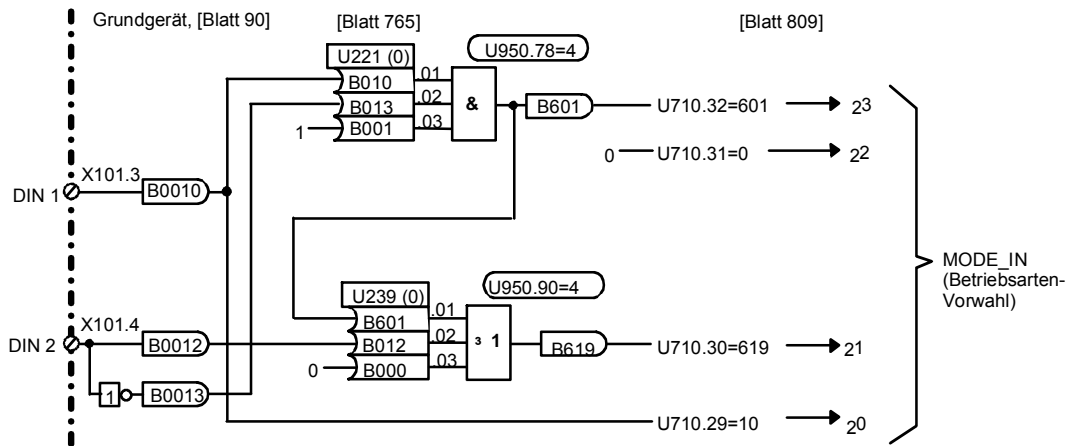 Grundgerät, [Blatt 90] [Blatt 765] [Blatt 809]
U221 (0) U950.78=4
B010 .01
B013 .02 &
1 B001 .03
B601 U710.32=601 2³
0 U710.31=0 2²
X101.3
DIN 1 B0010
U239 (0) U950.90=4
B601 .01
X101.4
DIN 2 B0012 B012 .02 ³ 1
0 B000 .03
B619 U710.30=619 21
1 B0013
U710.29=10 2⁰
MODE_IN
(Betriebsarten-
Vorwahl)